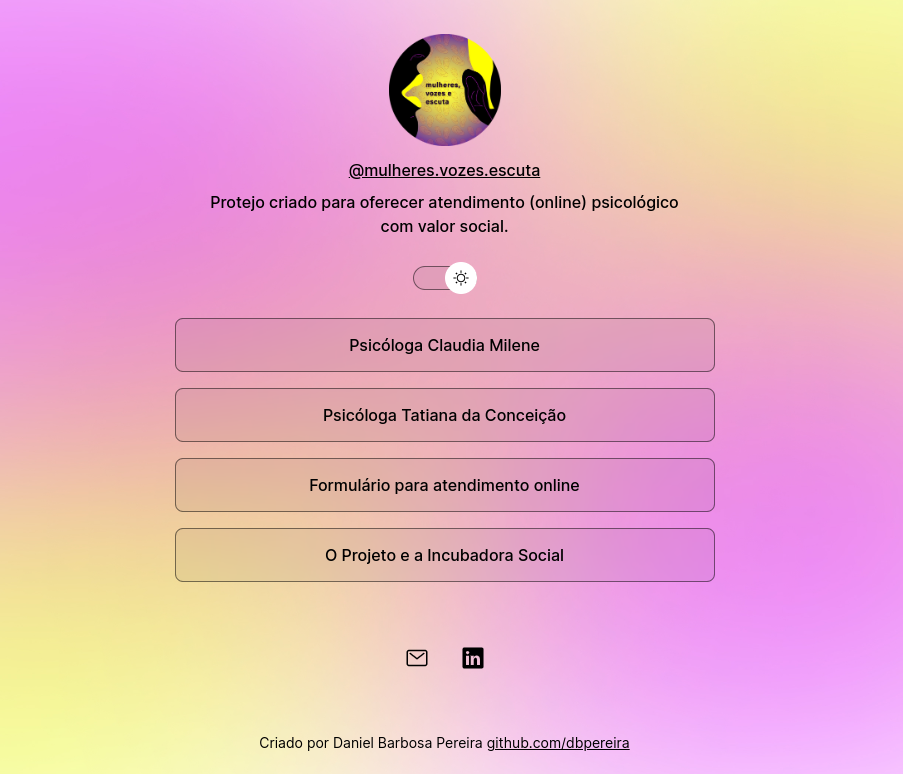 mulheres,
vozes e
escuta
@mulheres.vozes.escuta
Protejo criado para oferecer atendimento (online) psicológico
com valor social.
Psicóloga Claudia Milene
Psicóloga Tatiana da Conceição
Formulário para atendimento online
O Projeto e a Incubadora Social
in
Criado por Daniel Barbosa Pereira github.com/dbpereira